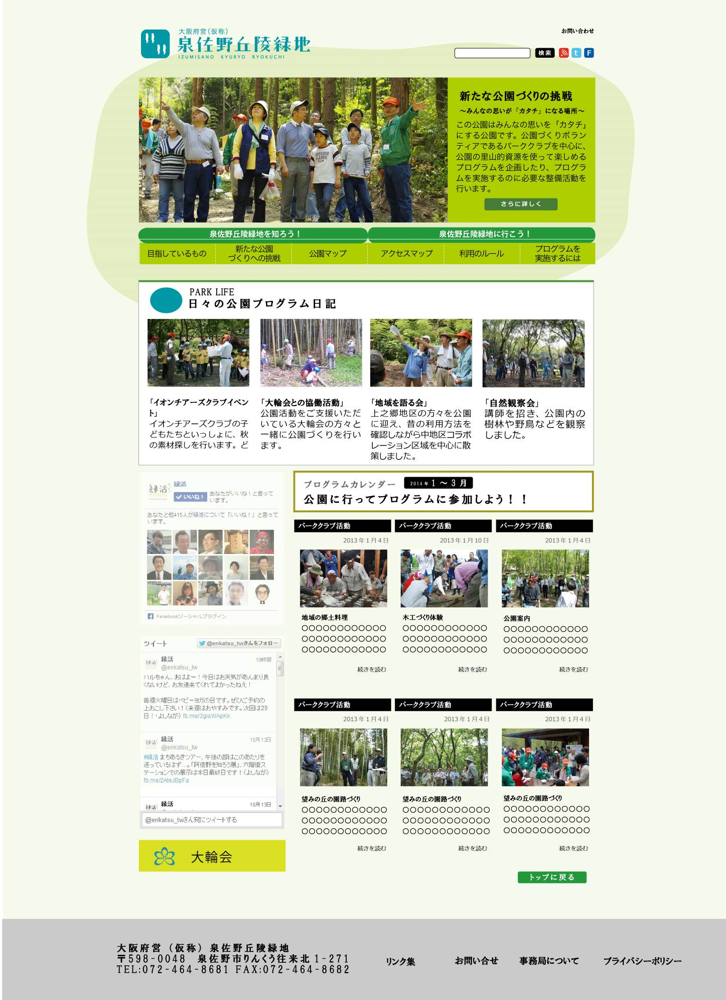 大阪府営（仮称）
泉佐野丘陵緑地
IZUMISANO KYURYO RYOKUCHI
お問い合わせ
検索
t
F
新たな公園づくりの挑戦
～みんなの思いが「カタチ」になる場所～
この公園はみんなの思いを「カタチ」
にする公園です。公園づくりボラン
ティアであるパーククラブを中心に、
公園の里山的資源を使って楽しめる
プログラムを企画したり、プログラ
ムを実施するのに必要な整備活動を
行います。
さらに詳しく
泉佐野丘陵緑地を知ろう！
泉佐野丘陵緑地に行こう！
目指しているもの
新たな公園
づくりへの挑戦
公園マップ
アクセスマップ
利用のルール
プログラムを
実施するには
PARK LIFE
日々の公園プログラム日記
「イオンチアーズクラブイベン
ト」
イオンチアーズクラブの子
どもたちといっしょに、秋
の素材探しを行います。ど
「大輪会との協働活動」
公園活動をご支援いただ
いている大輪会の方々と
一緒に公園づくりを行い
ます。
「地域を語る会」
上之郷地区の方々を公園
に迎え、昔の利用方法を
確認しながら中地区コラボ
レーション区域を中心に散
策しました。
「自然観察会」
講師を招き、公園内の
樹林や野鳥などを観察
しました。
縁活
縁活
いいね！
あなたがいいね！と言って
います。
あなたと他415人が縁活について「いいね！」と言って
います。
Facebookソーシャルプラグイン
ツイート
@enkatsu_twさんをフォロー
縁活
縁活
19時間
@enkatsu_tw
ハルちゃん、おはよー！今日はお天気があんまり良
くないけど、お友達来てくれてよかったねえ！
毎週火曜日はベビーヨガの日です。ぜひご予約の
上おこし下さい！（来週はおやすみです。次回は29
日！・よしなが） fb.me/3gisWApKk
縁活
縁活
10月13日
@enkatsu_tw
#縁活 まちあるきツアー、午後の部はこのあたりを
巡っているはず…。「阿倍野を知ろう展」、六階街ス
テーションでの展示は本日最終日です！（よしなが）
fb.me/2AteJBpFa
縁活
縁活
10月13日
@enkatsu_twさん宛にツイートする
大輪会
プログラムカレンダー
2014年 1～3月
公園に行ってプログラムに参加しよう！！
パーククラブ活動
2013年1月4日
地域の郷土料理
○○○○○○○○○○○○
○○○○○○○○○○○○
○○○○○○○○○○○○
続きを読む
パーククラブ活動
2013年1月10日
木工づくり体験
○○○○○○○○○○○○
○○○○○○○○○○○○
○○○○○○○○○○○○
続きを読む
パーククラブ活動
2013年1月4日
公園案内
○○○○○○○○○○○○
○○○○○○○○○○○○
○○○○○○○○○○○○
続きを読む
パーククラブ活動
2013年1月4日
望みの丘の園路づくり
○○○○○○○○○○○○
○○○○○○○○○○○○
○○○○○○○○○○○○
続きを読む
パーククラブ活動
2013年1月4日
望みの丘の園路づくり
○○○○○○○○○○○○
○○○○○○○○○○○○
○○○○○○○○○○○○
続きを読む
パーククラブ活動
2013年1月4日
望みの丘の園路づくり
○○○○○○○○○○○○
○○○○○○○○○○○○
○○○○○○○○○○○○
続きを読む
トップに戻る
大阪府営（仮称）泉佐野丘陵緑地
〒598-0048　泉佐野市りんくう往来北1-271
TEL:072-464-8681 FAX:072-464-8682
リンク集
お問い合せ
事務局について
プライバシーポリシー